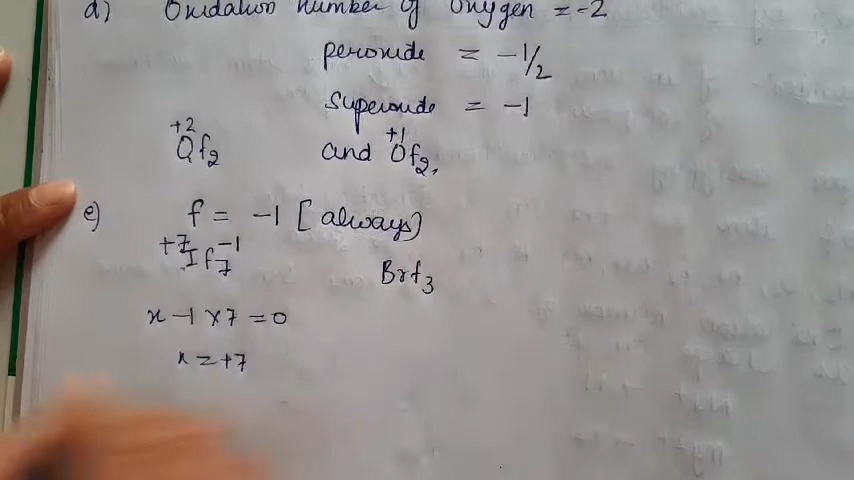 d) Oxidation number of oxygen = -2
peroxide = -1/2
superoxide = -1
+2 +1
Of2 and Of2,
e) f = -1 [always)
+7 -1
If7 Brf3
x - 1 x 7 = 0
x = +7